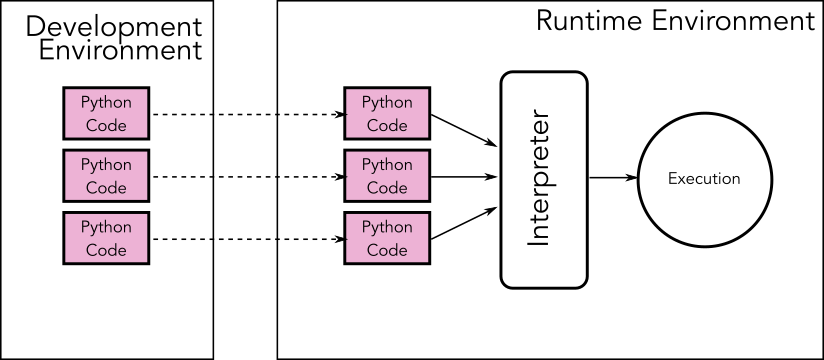 Development
Environment
Python
Code
Python
Code
Python
Code
Runtime Environment
Python
Code
Python
Code
Python
Code
Interpreter
Execution